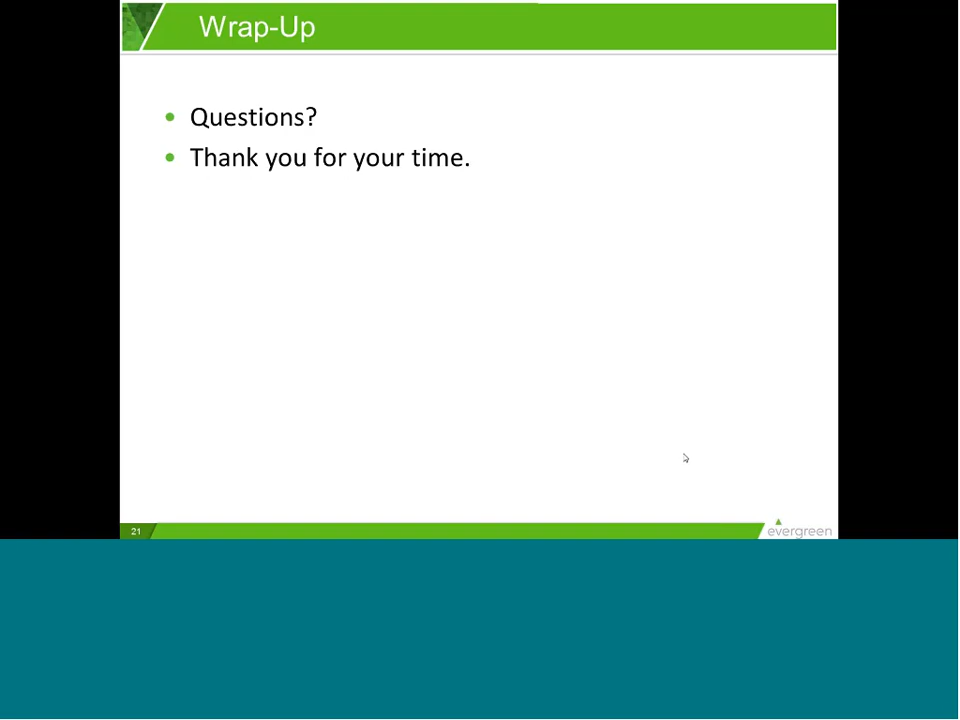 Wrap-Up
• Questions?
• Thank you for your time.
21
evergreen